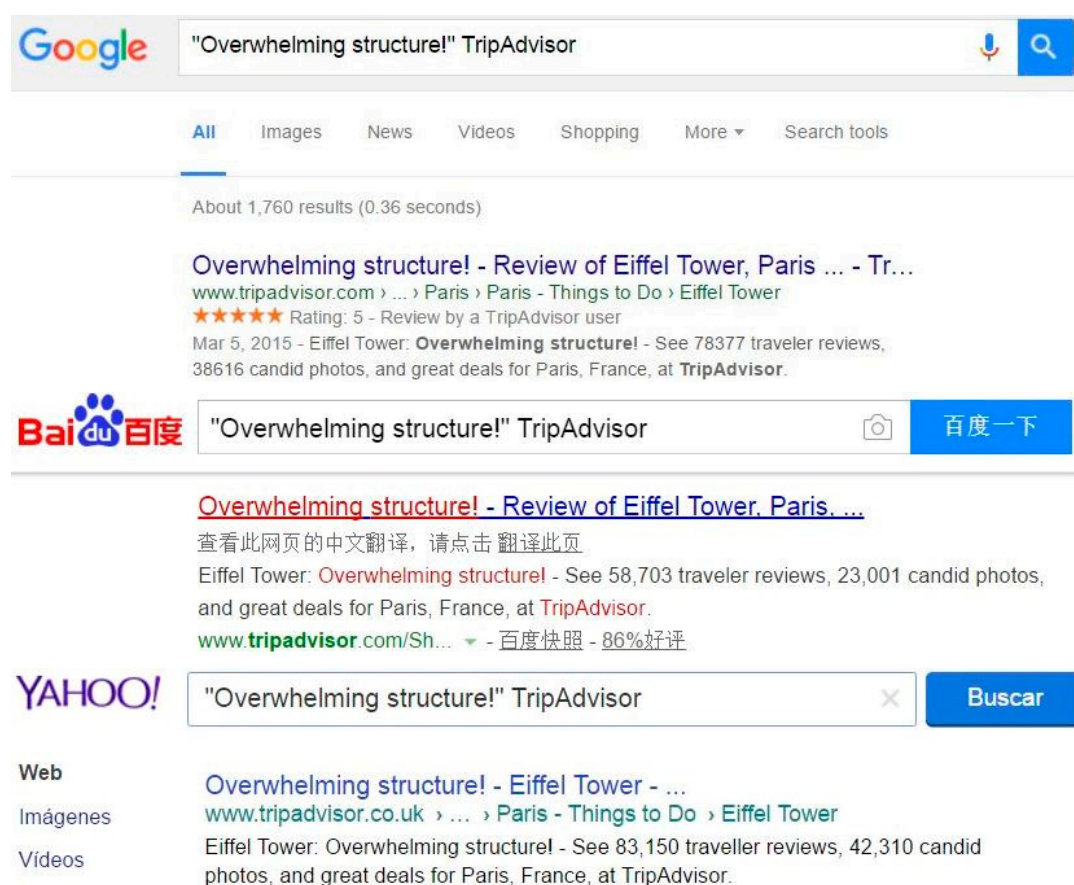 Google "Overwhelming structure!" TripAdvisor
All Images News Videos Shopping More Search tools
About 1,760 results (0.36 seconds)
Overwhelming structure! - Review of Eiffel Tower, Paris ... - Tr...
www.tripadvisor.com › ... › Paris › Paris - Things to Do › Eiffel Tower
★★★★★ Rating: 5 - Review by a TripAdvisor user
Mar 5, 2015 - Eiffel Tower: Overwhelming structure! - See 78377 traveler reviews,
38616 candid photos, and great deals for Paris, France, at TripAdvisor.
Bai du 百度 "Overwhelming structure!" TripAdvisor 百度一下
Overwhelming structure! - Review of Eiffel Tower, Paris, ...
查看此网页的中文翻译，请点击 翻译此页
Eiffel Tower: Overwhelming structure! - See 58,703 traveler reviews, 23,001 candid photos,
and great deals for Paris, France, at TripAdvisor.
www.tripadvisor.com/Sh... - 百度快照 - 86%好评
YAHOO! "Overwhelming structure!" TripAdvisor Buscar
Web
Overwhelming structure! - Eiffel Tower - ...
Imágenes
www.tripadvisor.co.uk › ... › Paris - Things to Do › Eiffel Tower
Vídeos
Eiffel Tower: Overwhelming structure! - See 83,150 traveller reviews, 42,310 candid
photos, and great deals for Paris, France, at TripAdvisor.